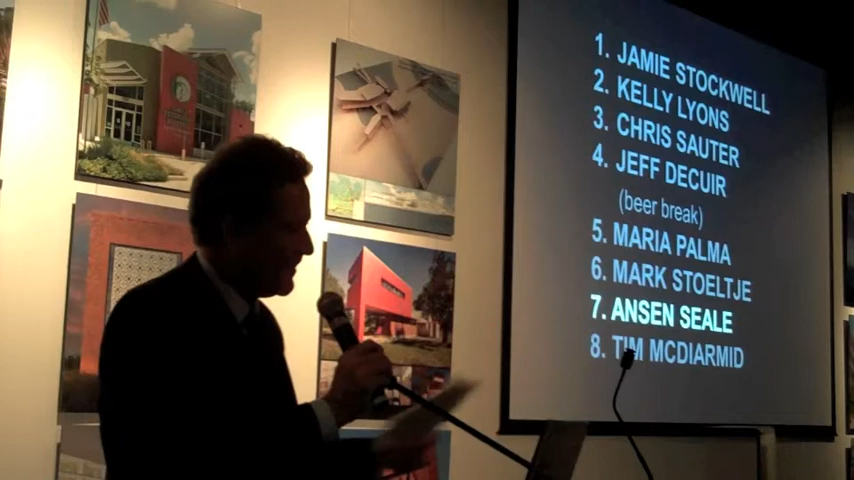 1. JAMIE STOCKWELL
2. KELLY LYONS
3. CHRIS SAUTER
4. JEFF DECUIR
(beer break)
5. MARIA PALMA
6. MARK STOELTJE
7. ANSEN SEALE
8. TIM MCDIARMID